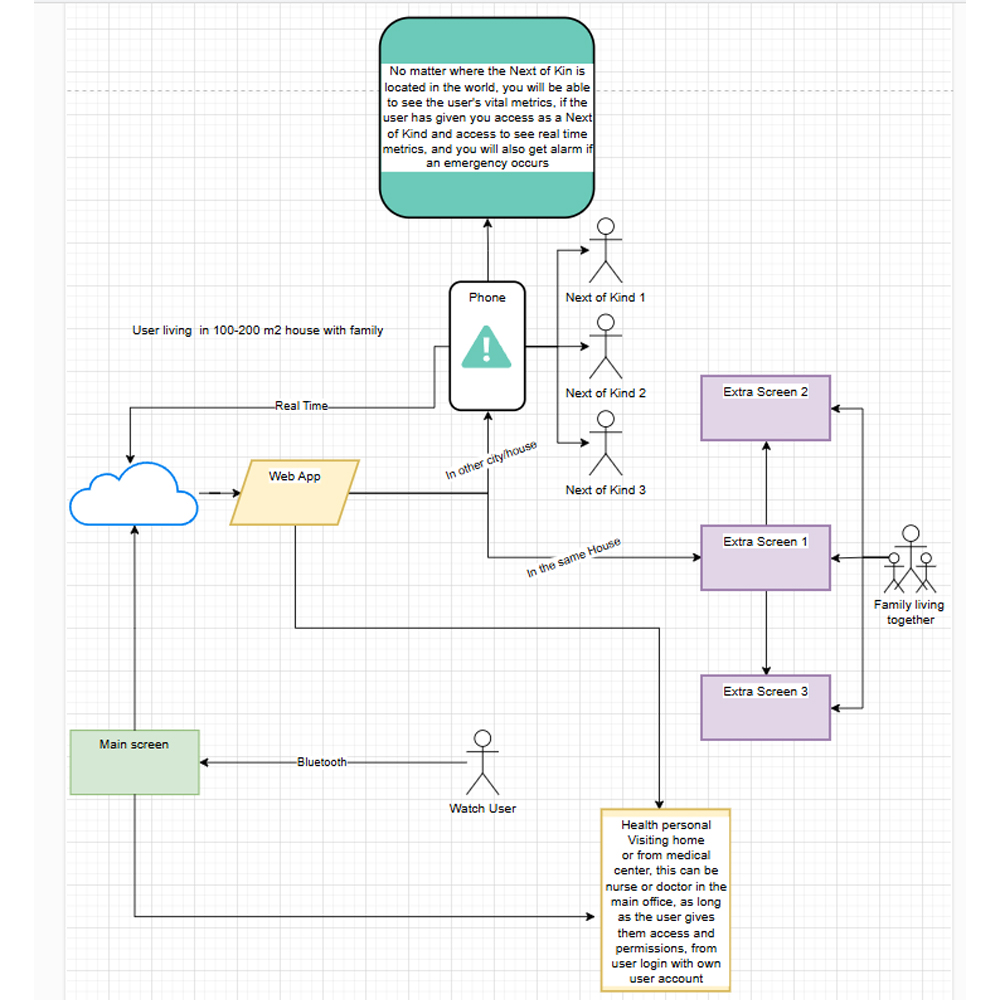 No matter where the Next of Kin is
located in the world, you will be able
to see the user's vital metrics, if the
user has given you access as a Next
of Kind and access to see real time
metrics, and you will also get alarm if
an emergency occurs
Phone
Next of Kind 1
User living in 100-200 m2 house with family
Next of Kind 2
Extra Screen 2
Real Time
In other city/house
Web App
Next of Kind 3
Extra Screen 1
In the same House
Family living
together
Extra Screen 3
Main screen
Bluetooth
Watch User
Health personal
Visiting home
or from medical
center, this can be
nurse or doctor in the
main office, as long
as the user gives
them access and
permissions, from
user login with own
user account